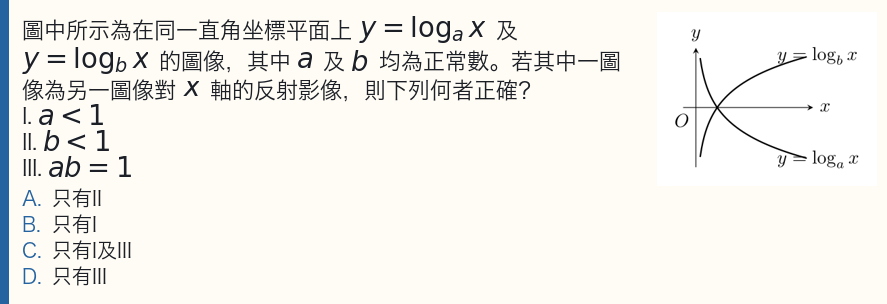 圖中所示為在同一直角坐標平面上 y = logₐ x 及
y = log_b x 的圖像，其中 a 及 b 均為正常數。若其中一圖
像為另一圖像對 x 軸的反射影像，則下列何者正確？
I. a < 1
II. b < 1
III. ab = 1
A. 只有II
B. 只有I
C. 只有I及III
D. 只有III
y
y = log_b x
x
O
y = logₐ x